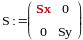 S := ( Sx 0
0 Sy )